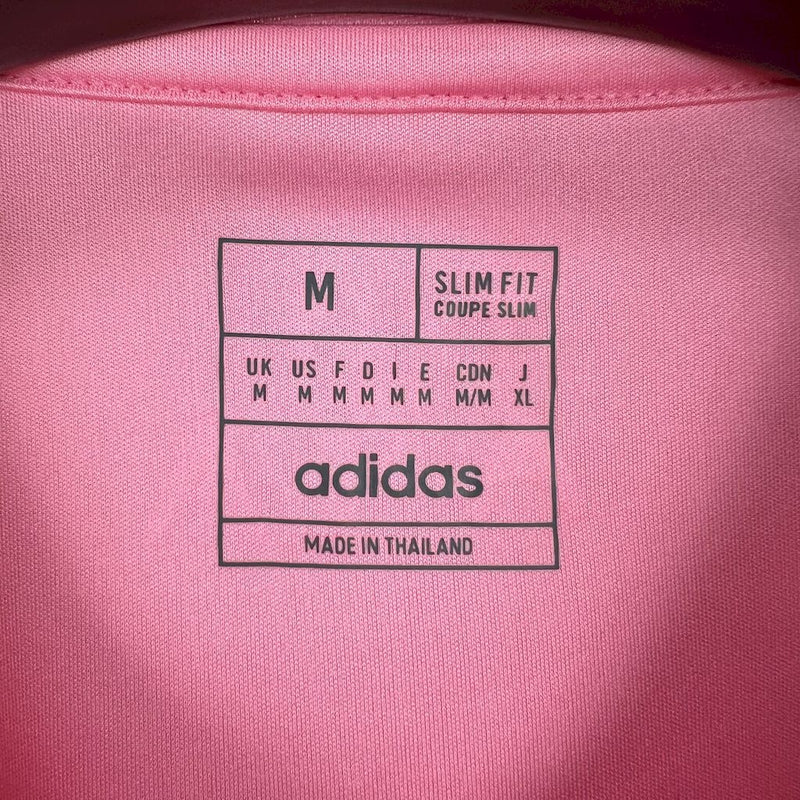 M
SLIM FIT
COUPE SLIM
UK US F D I E CDN J
M M M M M M M/M XL
adidas
MADE IN THAILAND